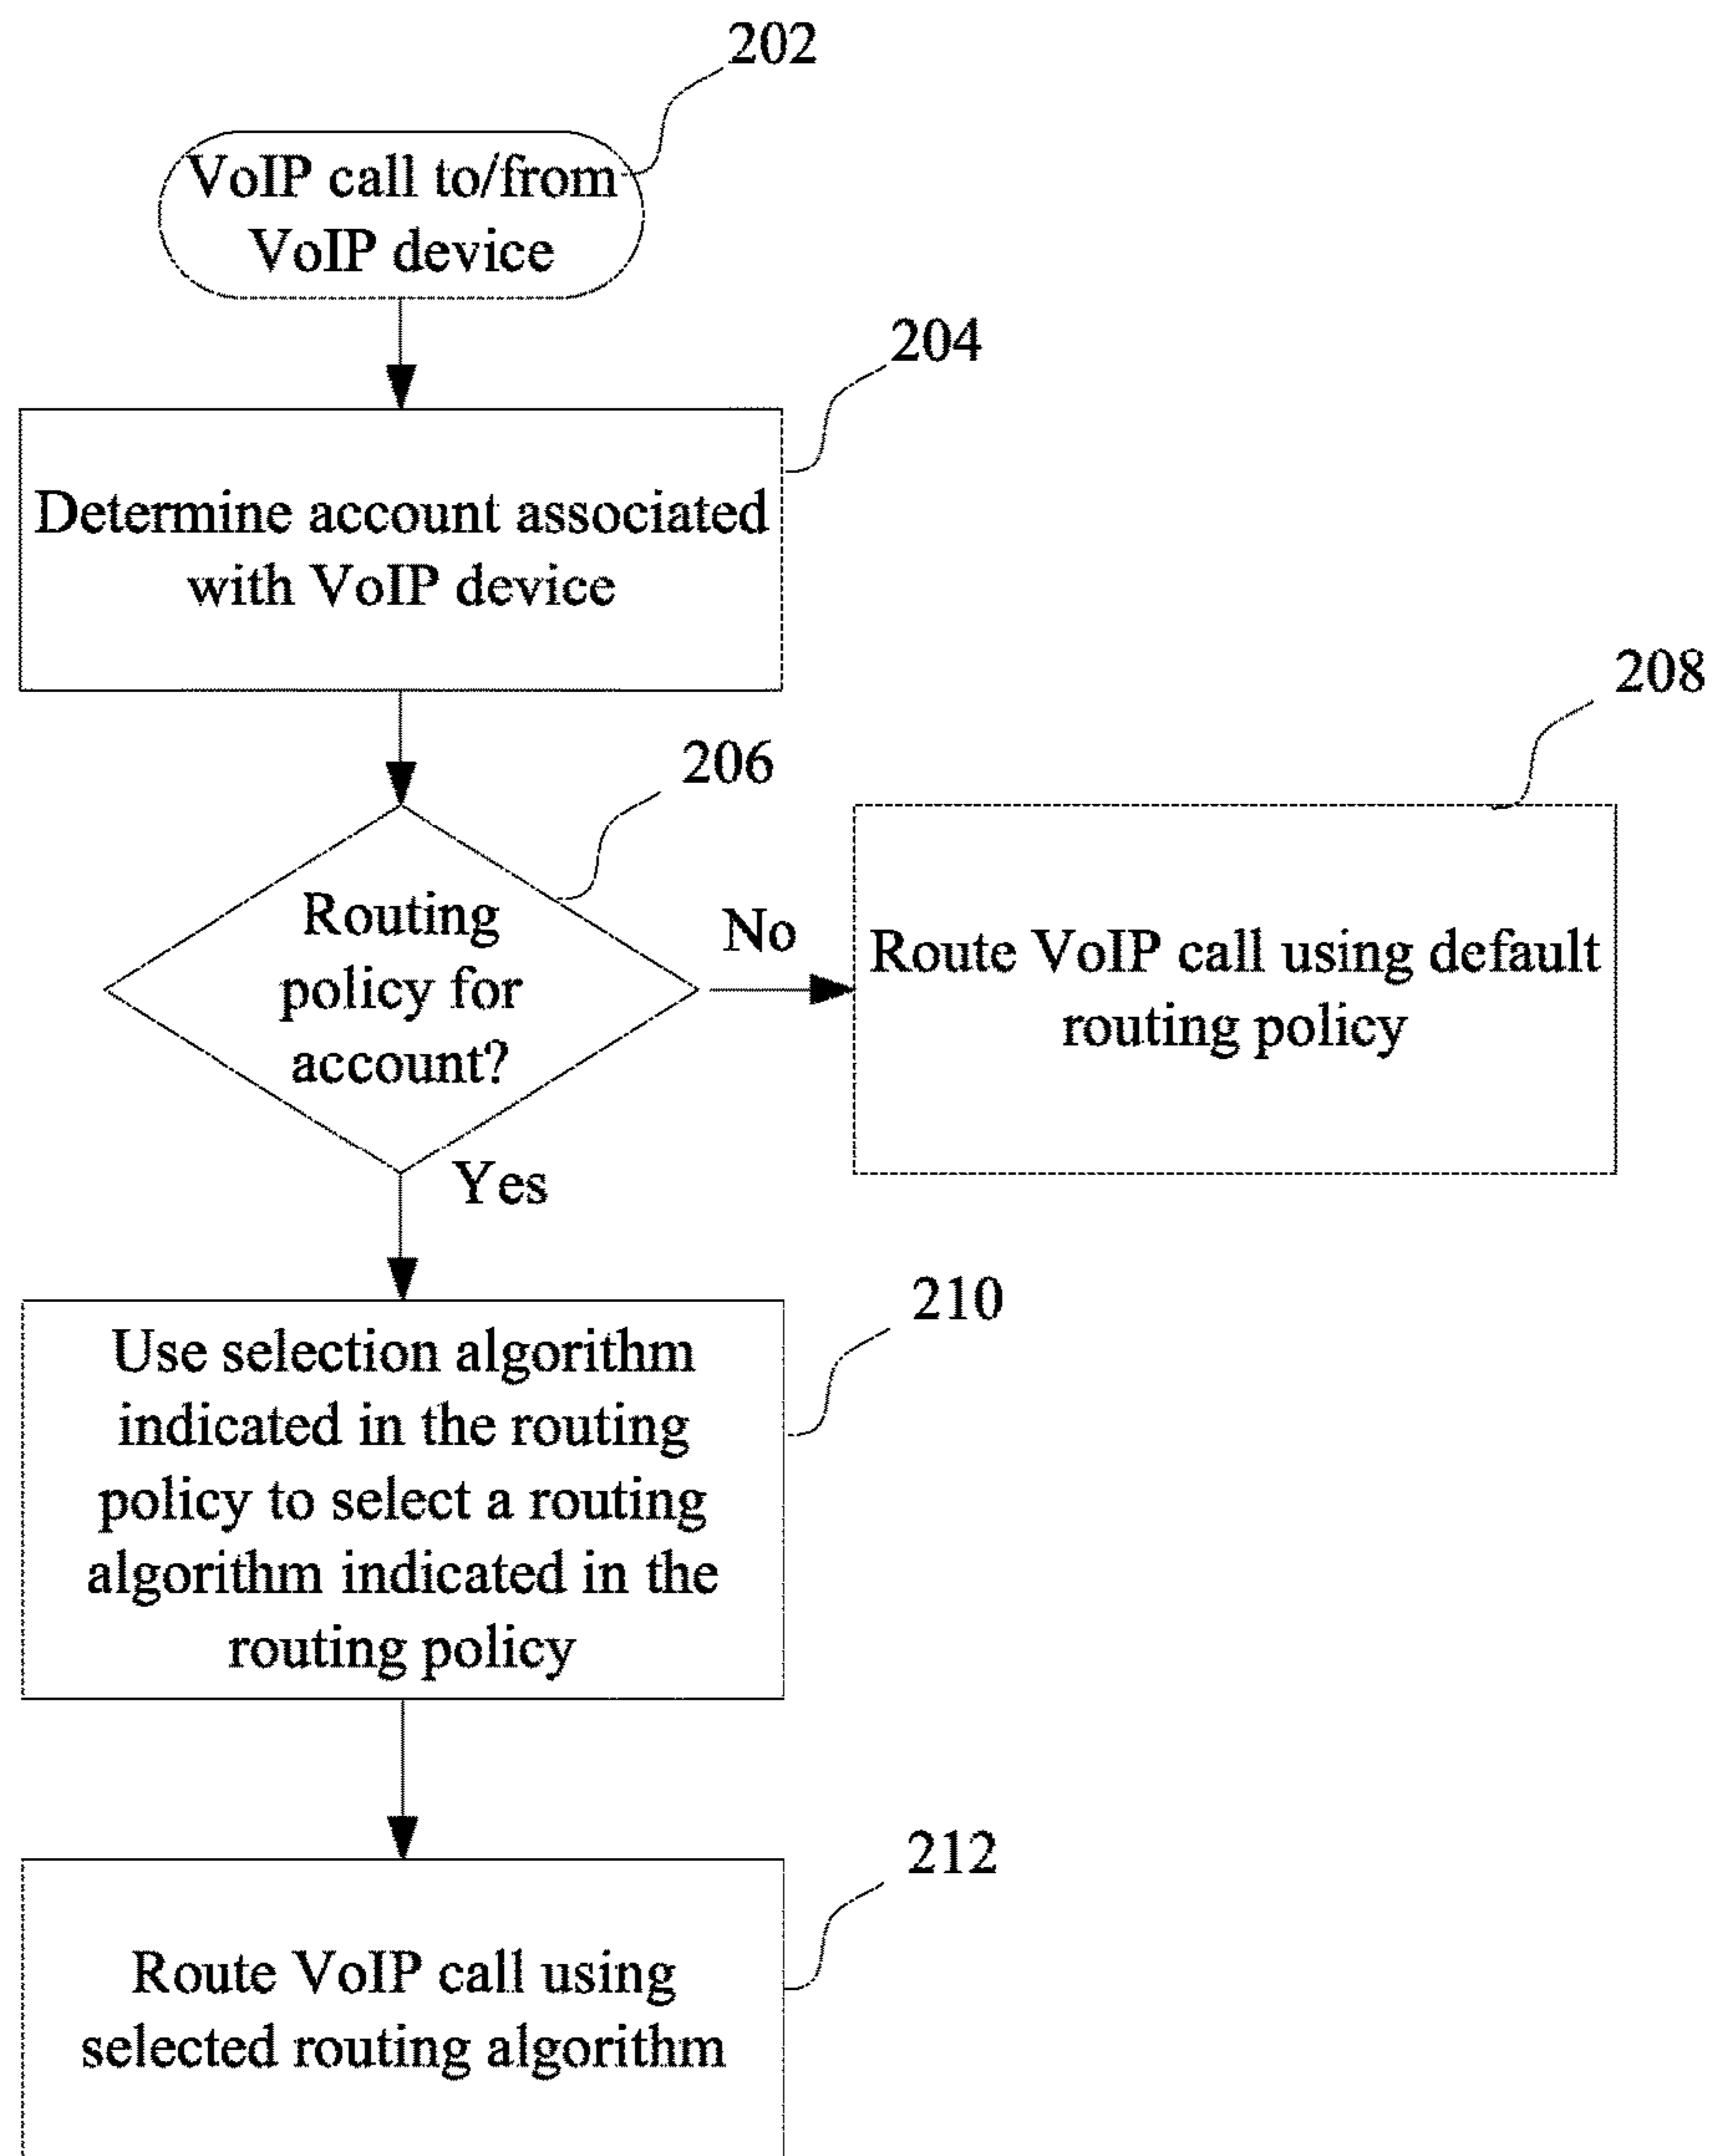 202
VoIP call to/from
VoIP device
204
Determine account associated
with VoIP device
206
208
Routing
policy for
account?
No
Route VoIP call using default
routing policy
Yes
210
Use selection algorithm
indicated in the routing
policy to select a routing
algorithm indicated in the
routing policy
212
Route VoIP call using
selected routing algorithm